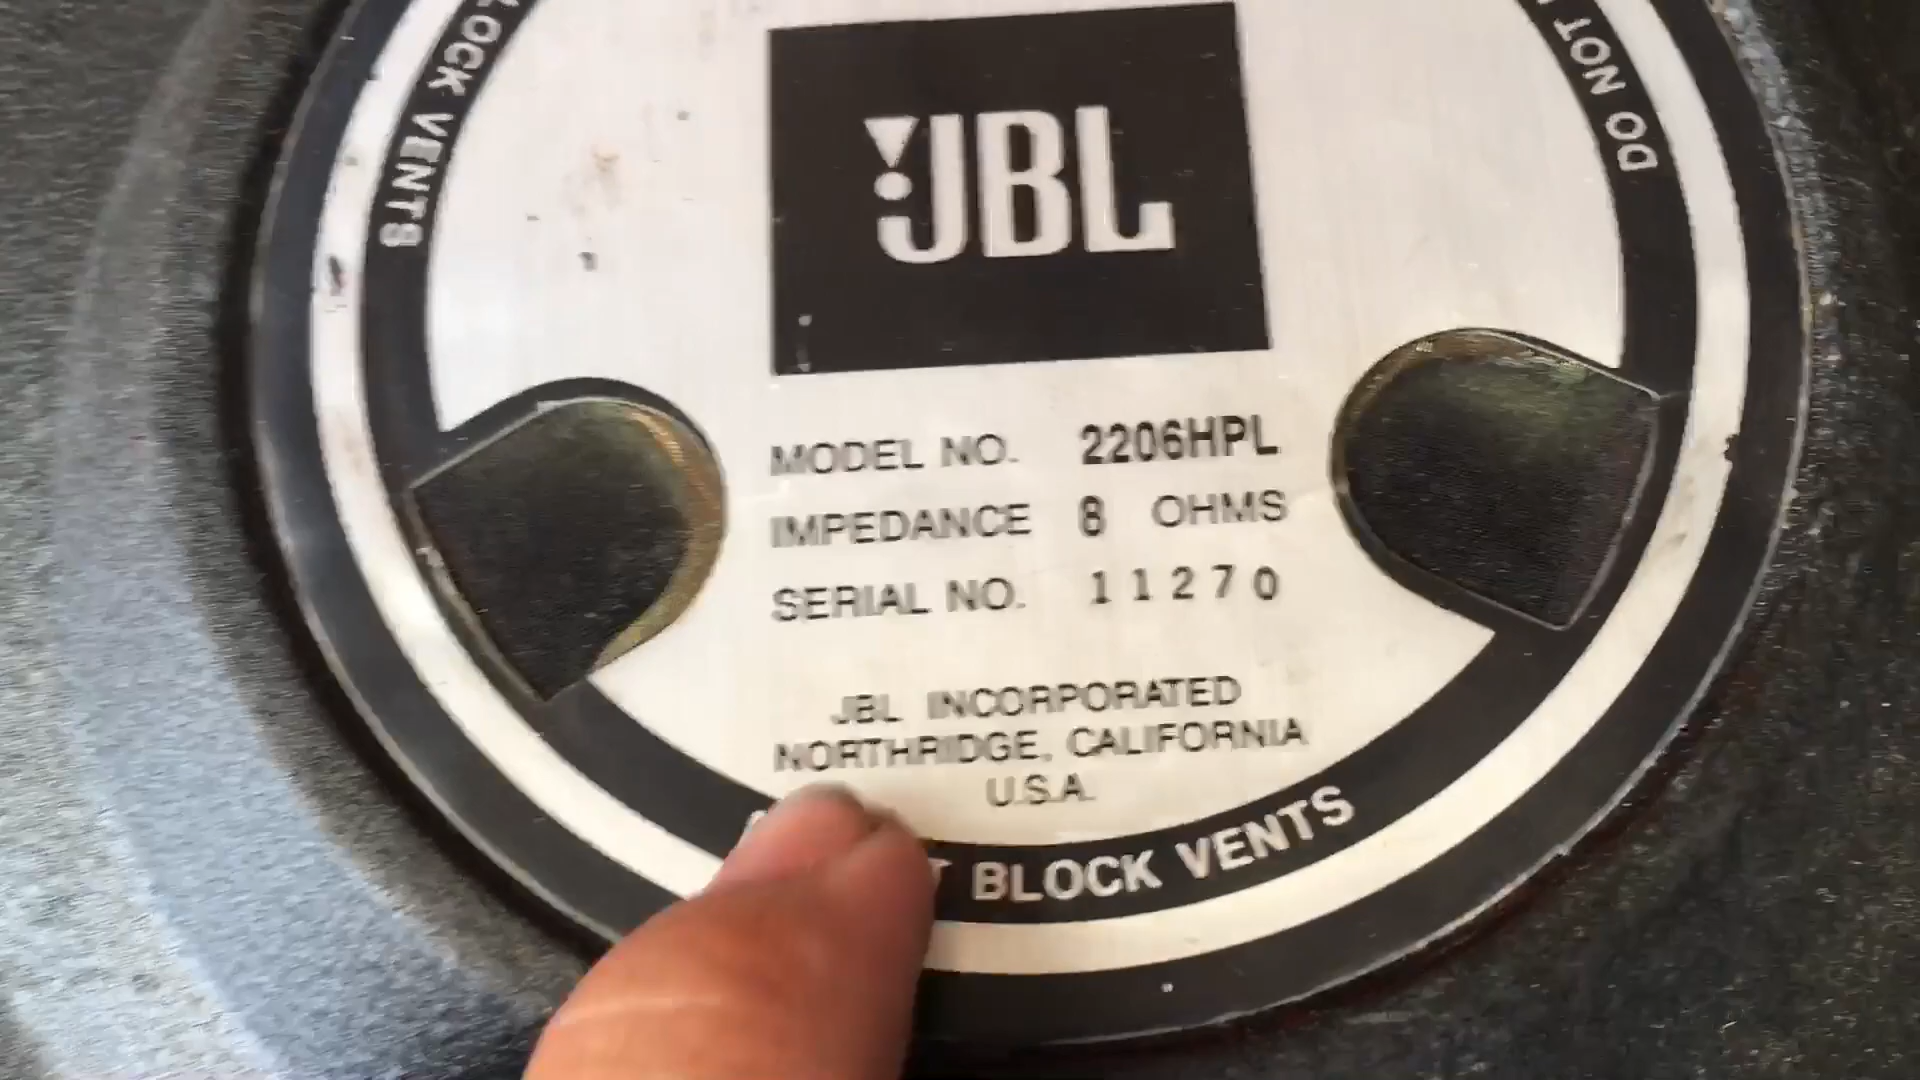 LOCK VENTS
DO NOT
JBL
MODEL NO. 2206HPL
IMPEDANCE 8 OHMS
SERIAL NO. 11270
JBL INCORPORATED
NORTHRIDGE, CALIFORNIA
U.S.A.
BLOCK VENTS